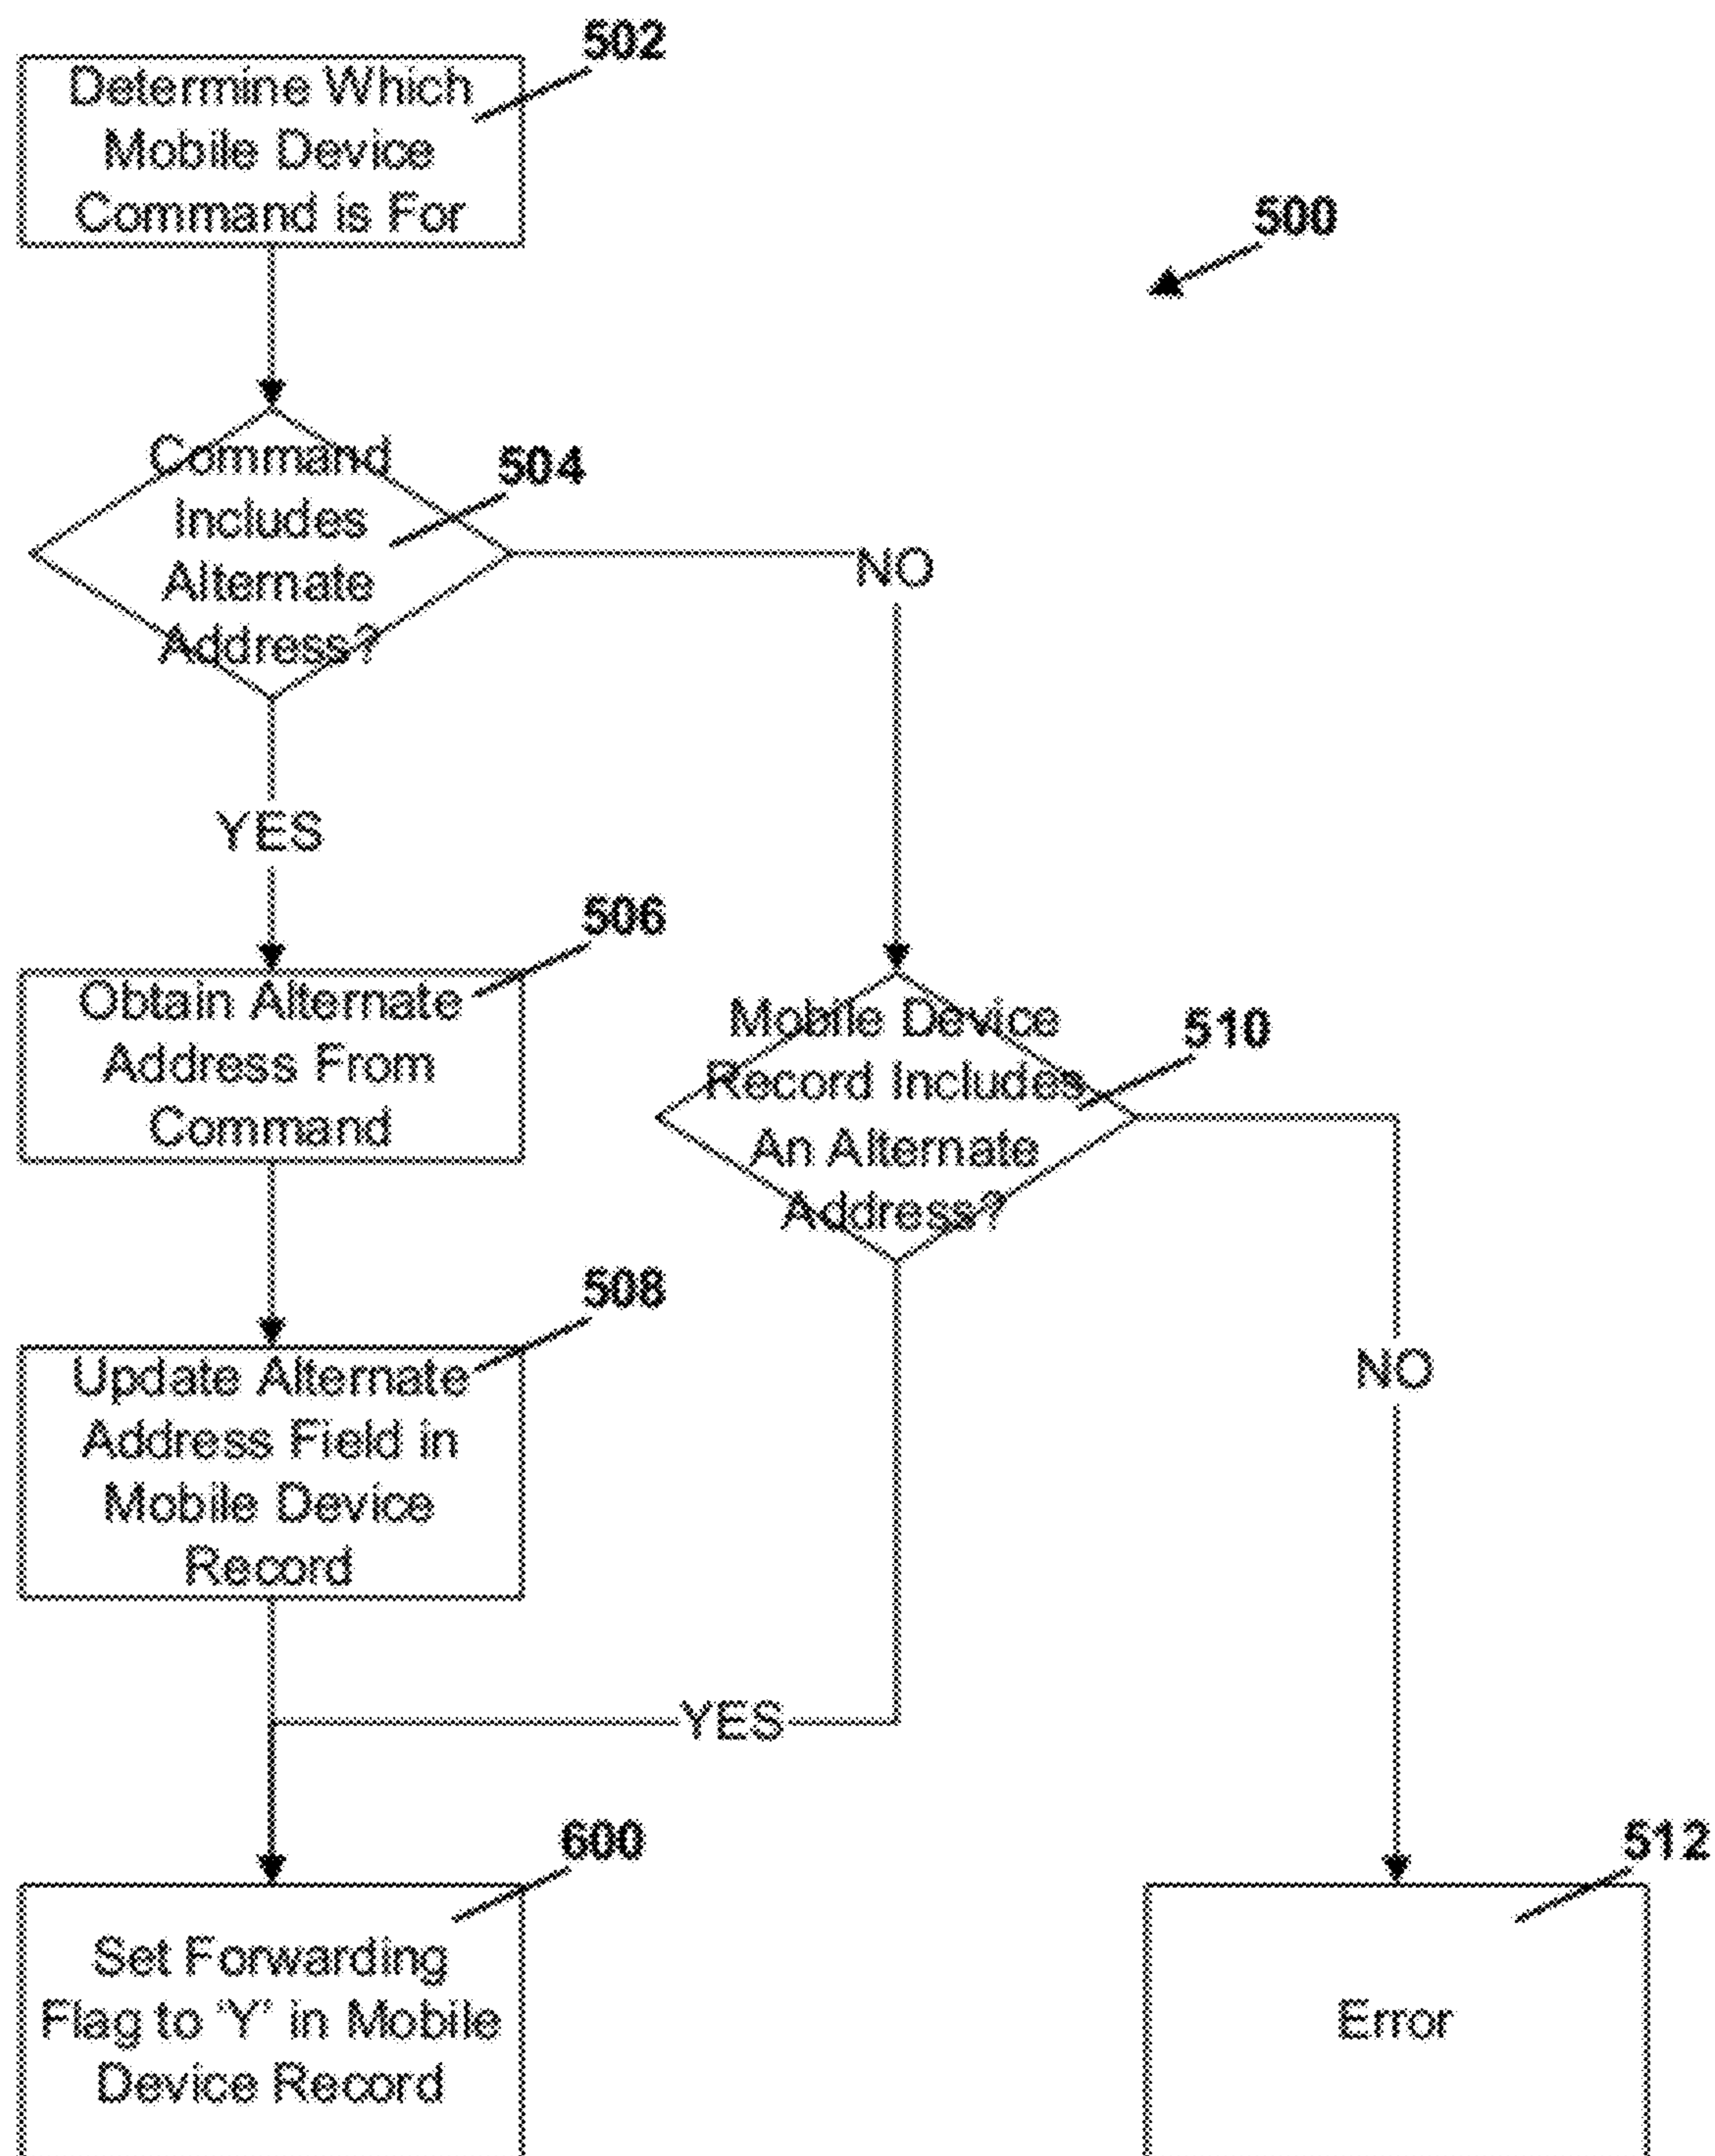 502
Determine Which
Mobile Device
Command is For
500
Command
Includes
Alternate
Address?
504
NO
YES
506
Obtain Alternate
Address From
Command
Mobile Device
Record Includes
An Alternate
Address?
510
508
Update Alternate
Address Field in
Mobile Device
Record
NO
YES
600
Set Forwarding
Flag to 'Y' in Mobile
Device Record
512
Error